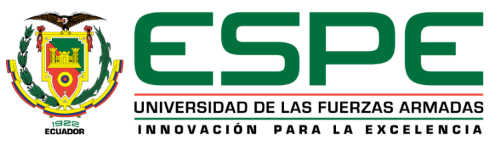 ESPE
UNIVERSIDAD DE LAS FUERZAS ARMADAS
INNOVACIÓN PARA LA EXCELENCIA
1922
ECUADOR